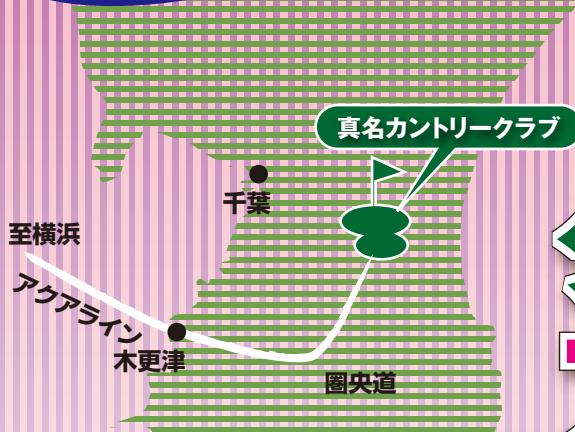 真名カントリークラブ
千葉
至横浜
アクアライン
木更津
圏央道